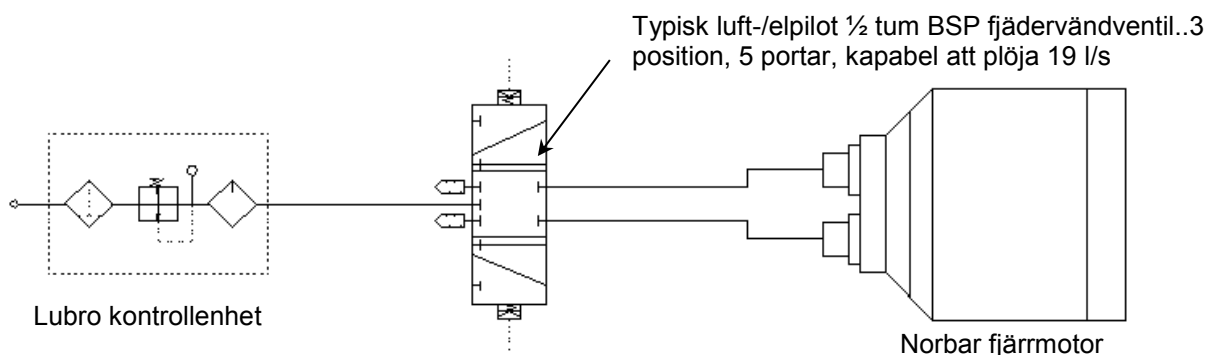 Typisk luft-/elpilot ½ tum BSP fjädervändventil..3
position, 5 portar, kapabel att plöja 19 l/s
Lubro kontrollenhet
Norbar fjärrmotor